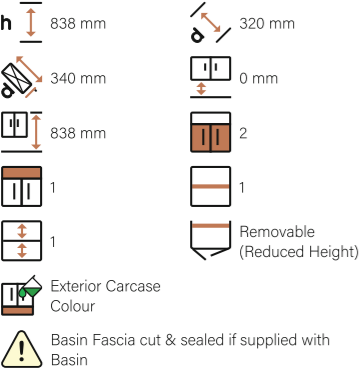 h 838 mm
d 320 mm
d 340 mm
0 mm
838 mm
2
1
1
1
Removable
(Reduced Height)
Exterior Carcase
Colour
Basin Fascia cut & sealed if supplied with
Basin